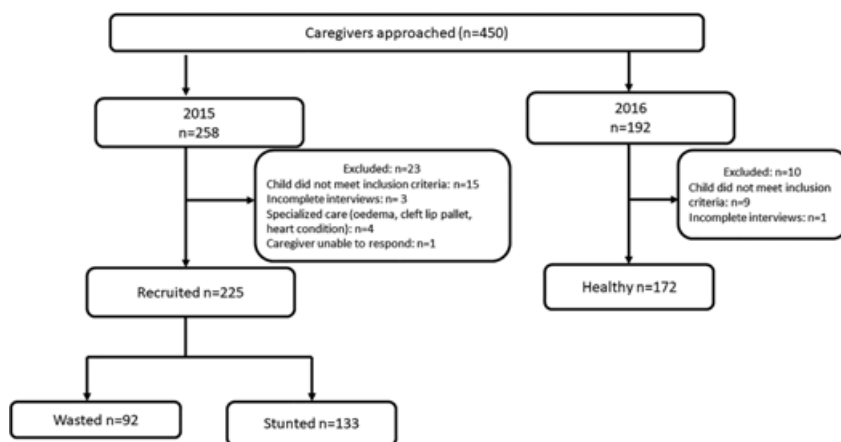 Caregivers approached (n=450)
2015
n=258
2016
n=192
Excluded: n=23
Child did not meet inclusion criteria: n=15
Incomplete interviews: n= 3
Specialized care (oedema, cleft lip pallet,
heart condition): n=4
Caregiver unable to respond: n=1
Excluded: n=10
Child did not meet inclusion
criteria: n=9
Incomplete interviews: n=1
Recruited n=225
Healthy n=172
Wasted n=92
Stunted n=133